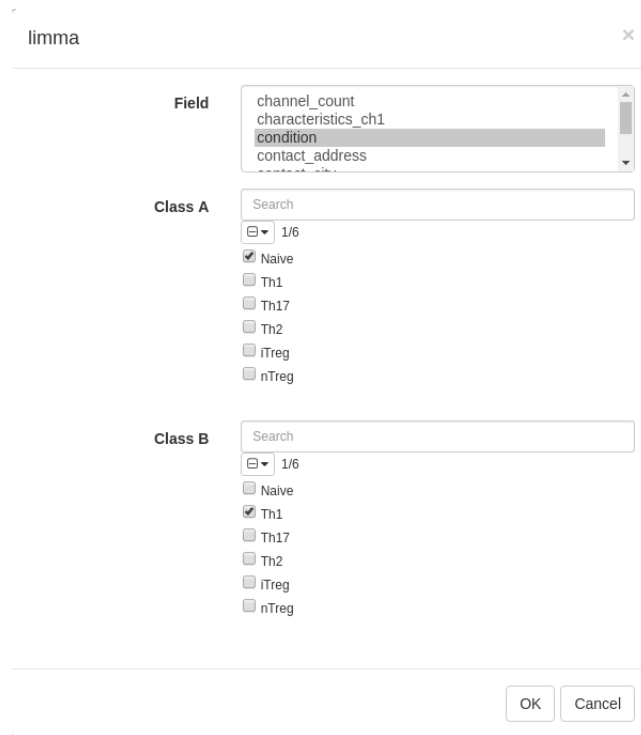 limma ×
Field
channel_count
characteristics_ch1
condition
contact_address
contact_city
Class A
Search
1/6
Naive
Th1
Th17
Th2
iTreg
nTreg
Class B
Search
1/6
Naive
Th1
Th17
Th2
iTreg
nTreg
OK Cancel